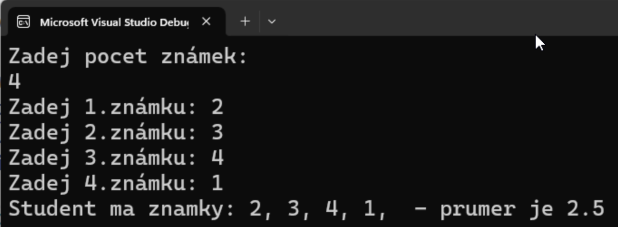 Microsoft Visual Studio Debu
Zadej pocet známek:
4
Zadej 1.známku: 2
Zadej 2.známku: 3
Zadej 3.známku: 4
Zadej 4.známku: 1
Student ma znamky: 2, 3, 4, 1,  - prumer je 2.5